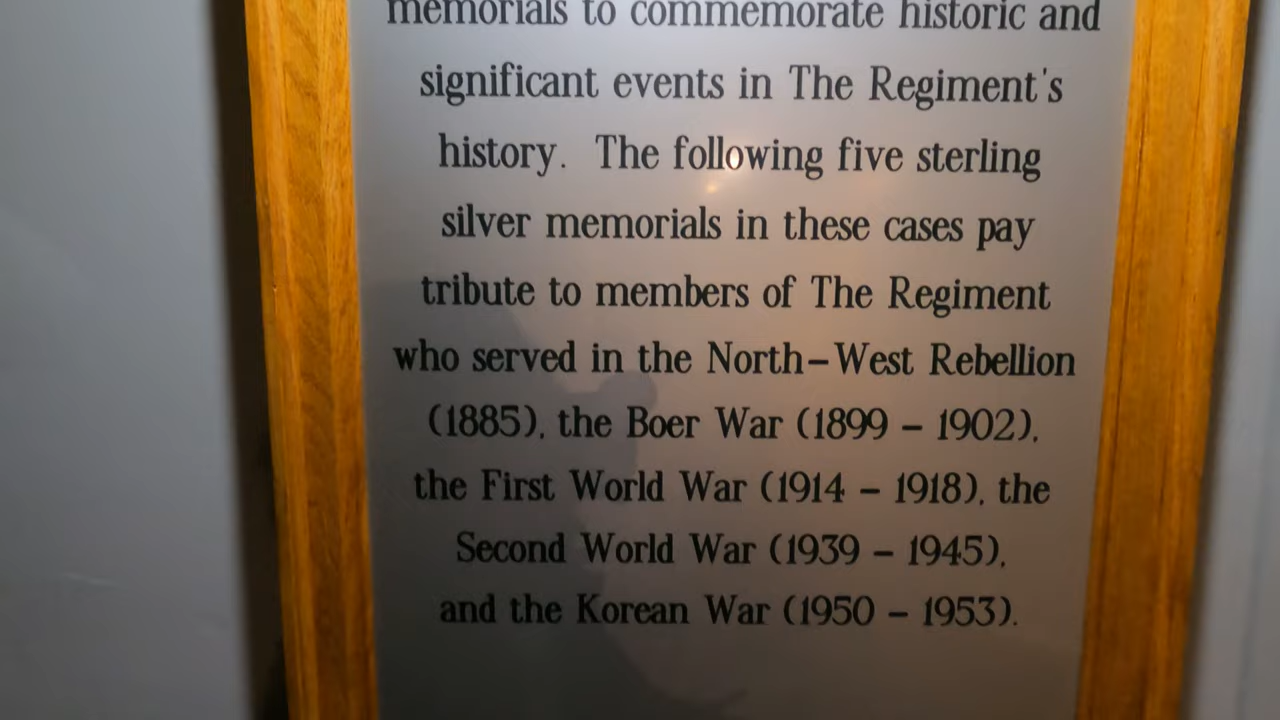 memorials to commemorate historic and
significant events in The Regiment's
history. The following five sterling
silver memorials in these cases pay
tribute to members of The Regiment
who served in the North-West Rebellion
(1885), the Boer War (1899 - 1902),
the First World War (1914 - 1918), the
Second World War (1939 - 1945),
and the Korean War (1950 - 1953).